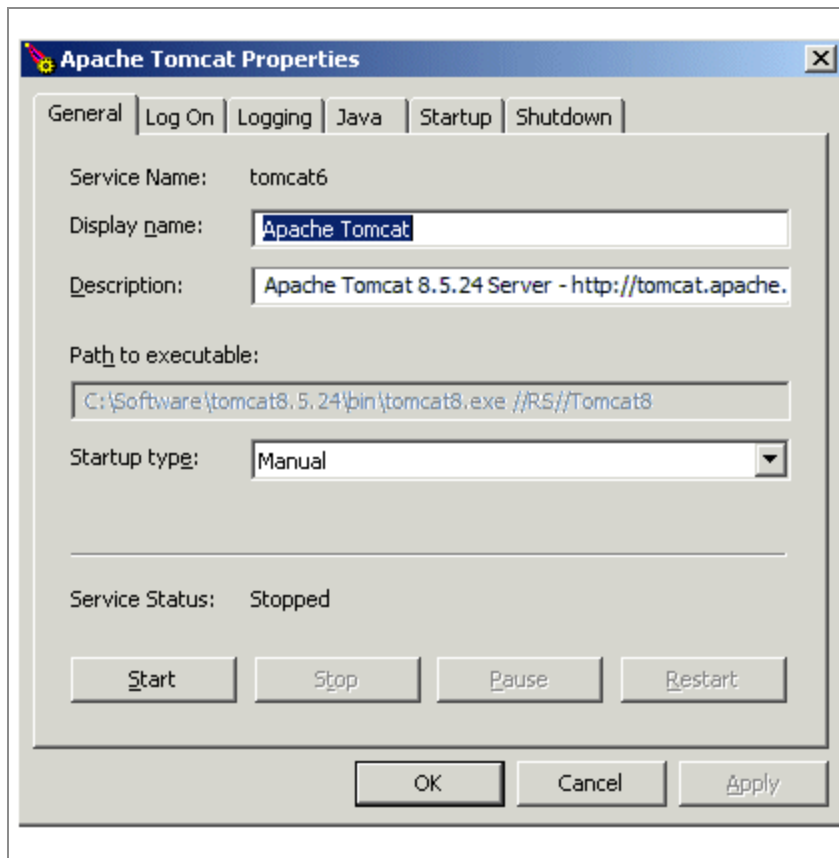 Apache Tomcat Properties
General Log On Logging Java Startup Shutdown
Service Name: tomcat6
Display name: Apache Tomcat
Description: Apache Tomcat 8.5.24 Server - http://tomcat.apache.
Path to executable:
C:\Software\tomcat8.5.24\bin\tomcat8.exe //RS//Tomcat8
Startup type: Manual
Service Status: Stopped
Start Stop Pause Restart
OK Cancel Apply